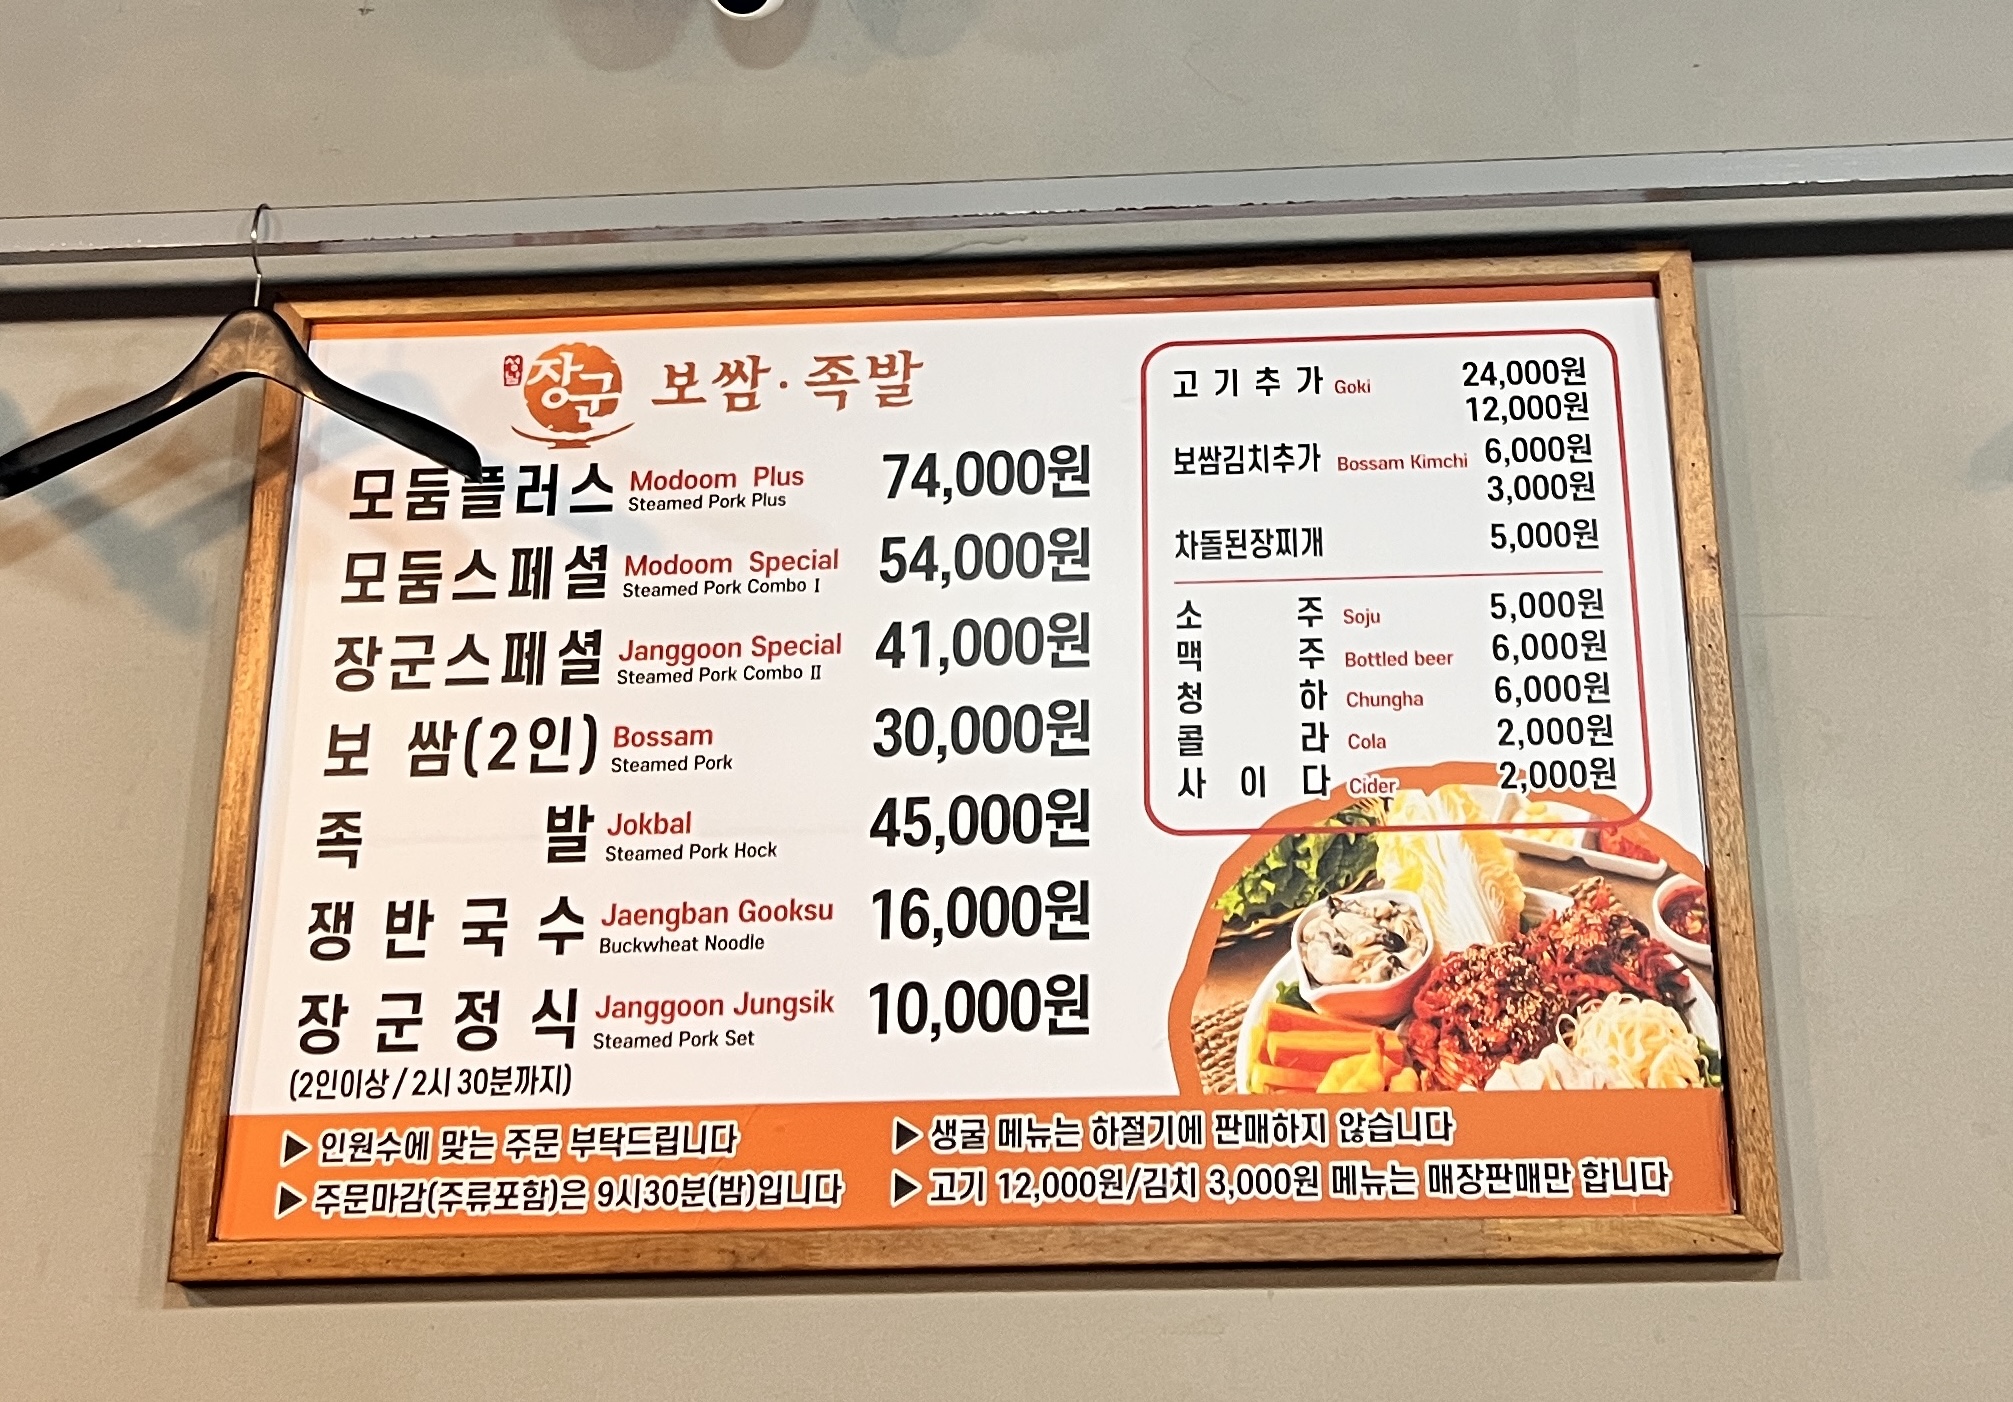 성남 장군 보쌈·족발
모둠플러스 Modoom Plus 74,000원
Steamed Pork Plus
모둠스페셜 Modoom Special 54,000원
Steamed Pork Combo Ⅰ
장군스페셜 Janggoon Special 41,000원
Steamed Pork Combo Ⅱ
보 쌈(2인) Bossam 30,000원
Steamed Pork
족 발 Jokbal 45,000원
Steamed Pork Hock
쟁반국수 Jaengban Gooksu 16,000원
Buckwheat Noodle
장군정식 Janggoon Jungsik 10,000원
Steamed Pork Set
(2인이상 / 2시 30분까지)
고기추가 Goki 24,000원
12,000원
보쌈김치추가 Bossam Kimchi 6,000원
3,000원
차돌된장찌개 5,000원
소 주 Soju 5,000원
맥 주 Bottled beer 6,000원
청 하 Chungha 6,000원
콜 라 Cola 2,000원
사 이 다 Cider 2,000원
▶ 인원수에 맞는 주문 부탁드립니다
▶ 주문마감(주류포함)은 9시30분(밤)입니다
▶ 생굴 메뉴는 하절기에 판매하지 않습니다
▶ 고기 12,000원/김치 3,000원 메뉴는 매장판매만 합니다